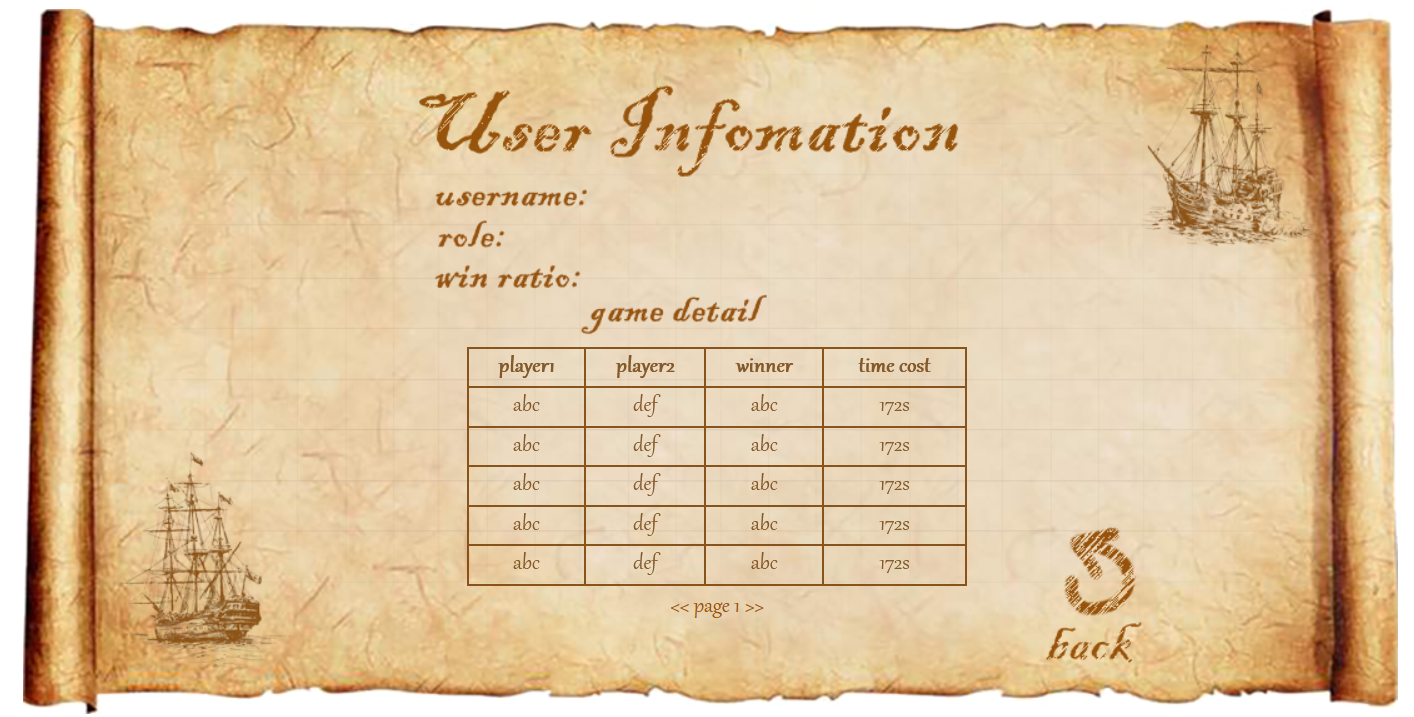 User Infomation
username:
role:
win ratio:
game detail
player1 player2 winner time cost
abc def abc 172s
abc def abc 172s
abc def abc 172s
abc def abc 172s
abc def abc 172s
<< page 1 >>
back